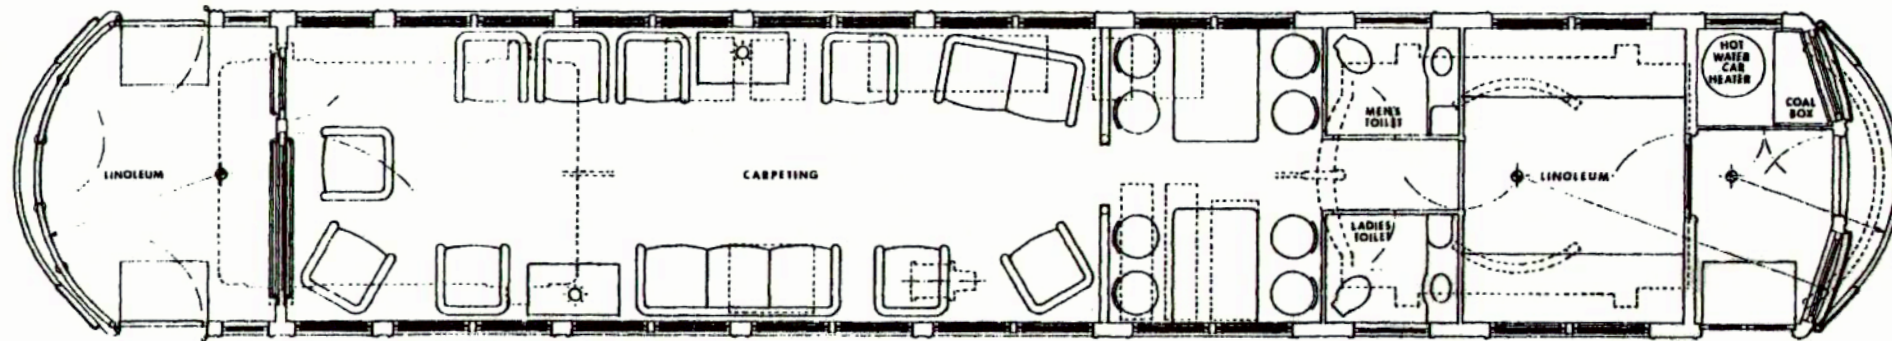 LINOLEUM
CARPETING
MEN'S
TOILET
LADIES
TOILET
LINOLEUM
HOT
WATER
CAR
HEATER
COAL
BOX